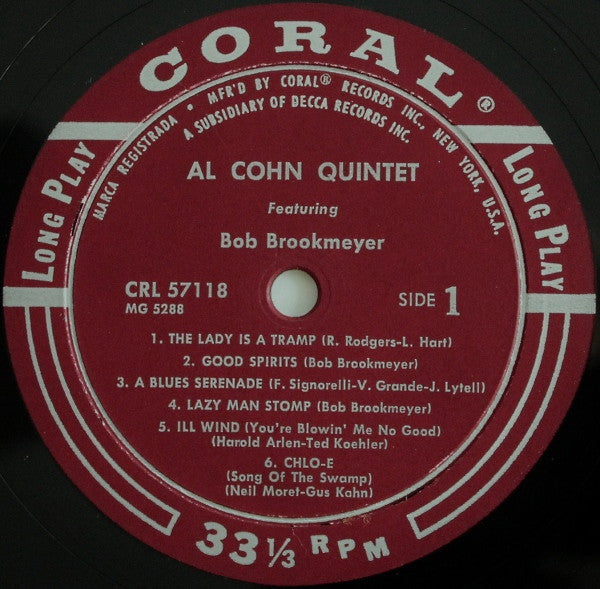 CORAL®
MARCA REGISTRADA • MFR'D BY CORAL® RECORDS INC., NEW YORK, U.S.A.
A SUBSIDIARY OF DECCA RECORDS INC.
LONG PLAY
LONG PLAY
AL COHN QUINTET
Featuring
Bob Brookmeyer
CRL 57118
MG 5288
SIDE 1
1. THE LADY IS A TRAMP (R. Rodgers-L. Hart)
2. GOOD SPIRITS (Bob Brookmeyer)
3. A BLUES SERENADE (F. Signorelli-V. Grande-J. Lytell)
4. LAZY MAN STOMP (Bob Brookmeyer)
5. ILL WIND (You're Blowin' Me No Good)
(Harold Arlen-Ted Koehler)
6. CHLO-E
(Song Of The Swamp)
(Neil Moret-Gus Kahn)
33⅓ RPM